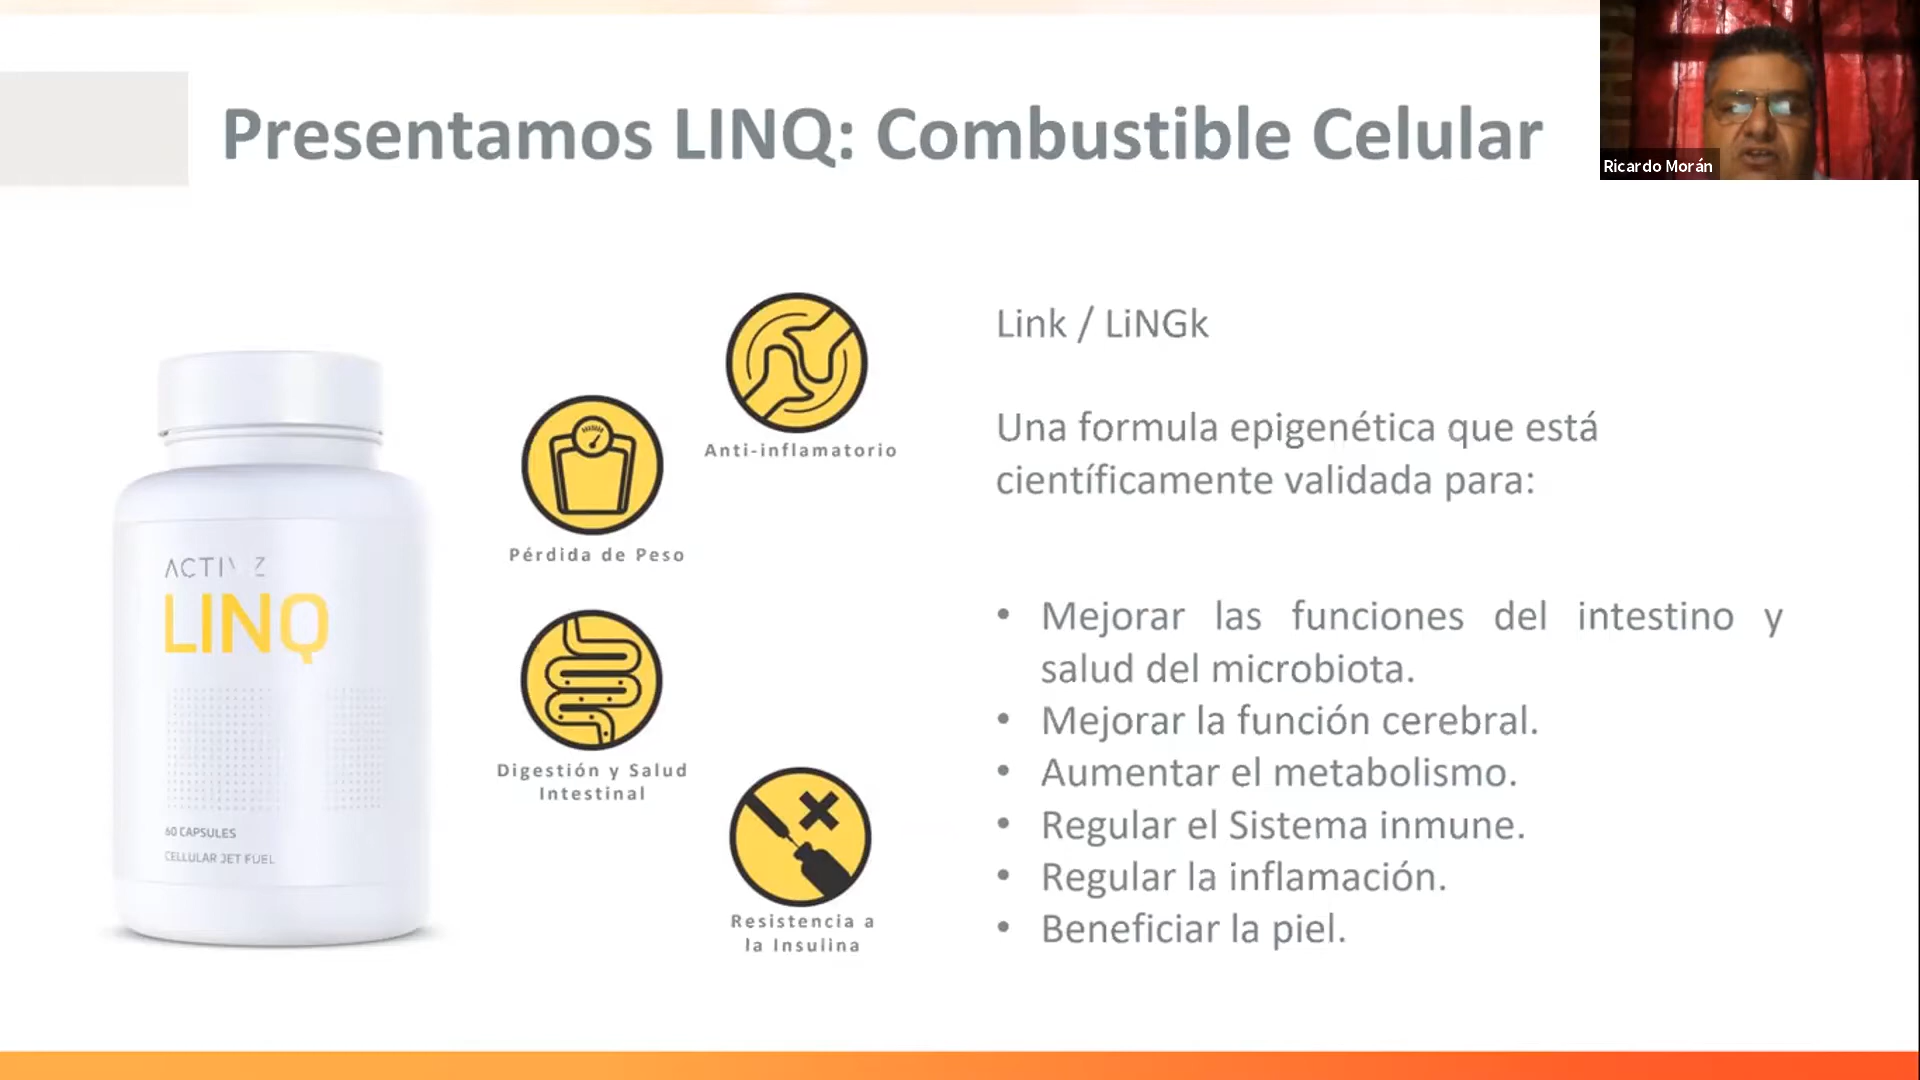 Presentamos LINQ: Combustible Celular
Ricardo Morán
ACTIVZ
LINQ
60 CAPSULES
CELLULAR JET FUEL
Anti-inflamatorio
Pérdida de Peso
Digestión y Salud
Intestinal
Resistencia a
la Insulina
Link / LiNGk
Una formula epigenética que está
científicamente validada para:
• Mejorar las funciones del intestino y
salud del microbiota.
• Mejorar la función cerebral.
• Aumentar el metabolismo.
• Regular el Sistema inmune.
• Regular la inflamación.
• Beneficiar la piel.